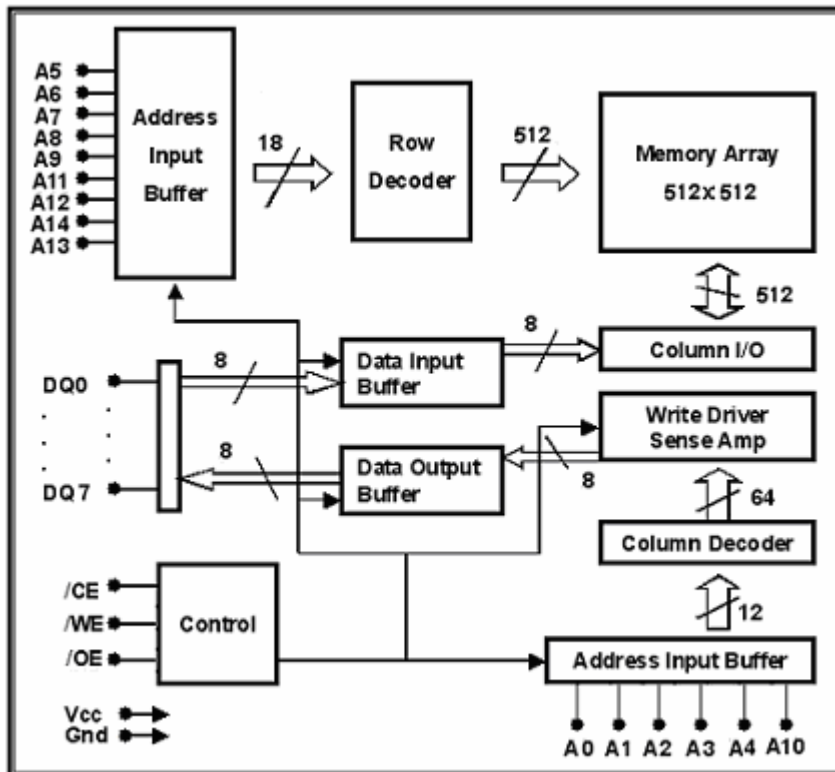 A5
A6
A7
A8
A9
A11
A12
A14
A13
Address
Input
Buffer
18
Row
Decoder
512
Memory Array
512x512
512
DQ0
.
.
.
DQ7
8
8
Data Input
Buffer
8
Column I/O
Data Output
Buffer
8
Write Driver
Sense Amp
64
Column Decoder
12
/CE
/WE
/OE
Control
Address Input Buffer
Vcc
Gnd
A0 A1 A2 A3 A4 A10